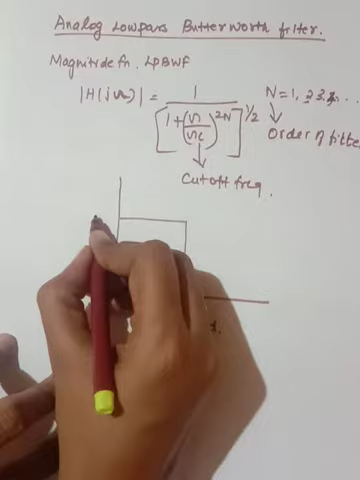 Analog Lowpass Butterworth filter.
Magnitide fn. LPBWF
|H(jΩ)| = 1 / [1+(Ω/Ωc)^2N]^1/2 N=1, 2 3. ....
Order of filter
Cutoff freq.